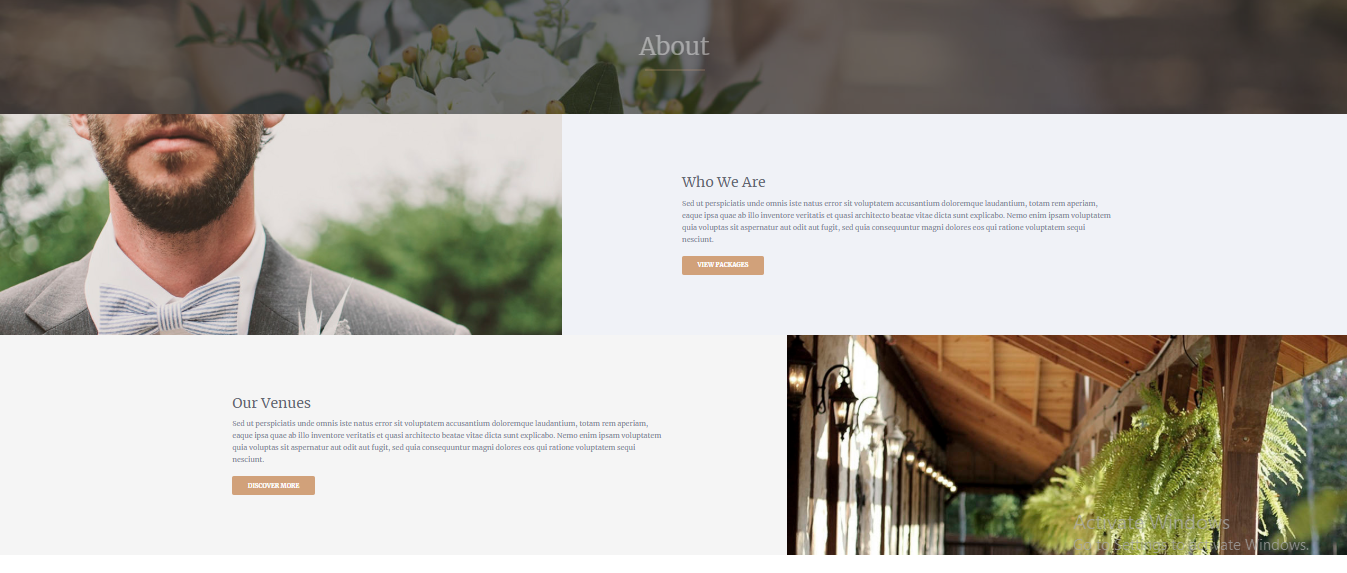 About
Who We Are
Sed ut perspiciatis unde omnis iste natus error sit voluptatem accusantium doloremque laudantium, totam rem aperiam,
eaque ipsa quae ab illo inventore veritatis et quasi architecto beatae vitae dicta sunt explicabo. Nemo enim ipsam voluptatem
quia voluptas sit aspernatur aut odit aut fugit, sed quia consequuntur magni dolores eos qui ratione voluptatem sequi
nesciunt.
VIEW PACKAGES
Our Venues
Sed ut perspiciatis unde omnis iste natus error sit voluptatem accusantium doloremque laudantium, totam rem aperiam,
eaque ipsa quae ab illo inventore veritatis et quasi architecto beatae vitae dicta sunt explicabo. Nemo enim ipsam voluptatem
quia voluptas sit aspernatur aut odit aut fugit, sed quia consequuntur magni dolores eos qui ratione voluptatem sequi
nesciunt.
DISCOVER MORE
Activate Windows
Windows.